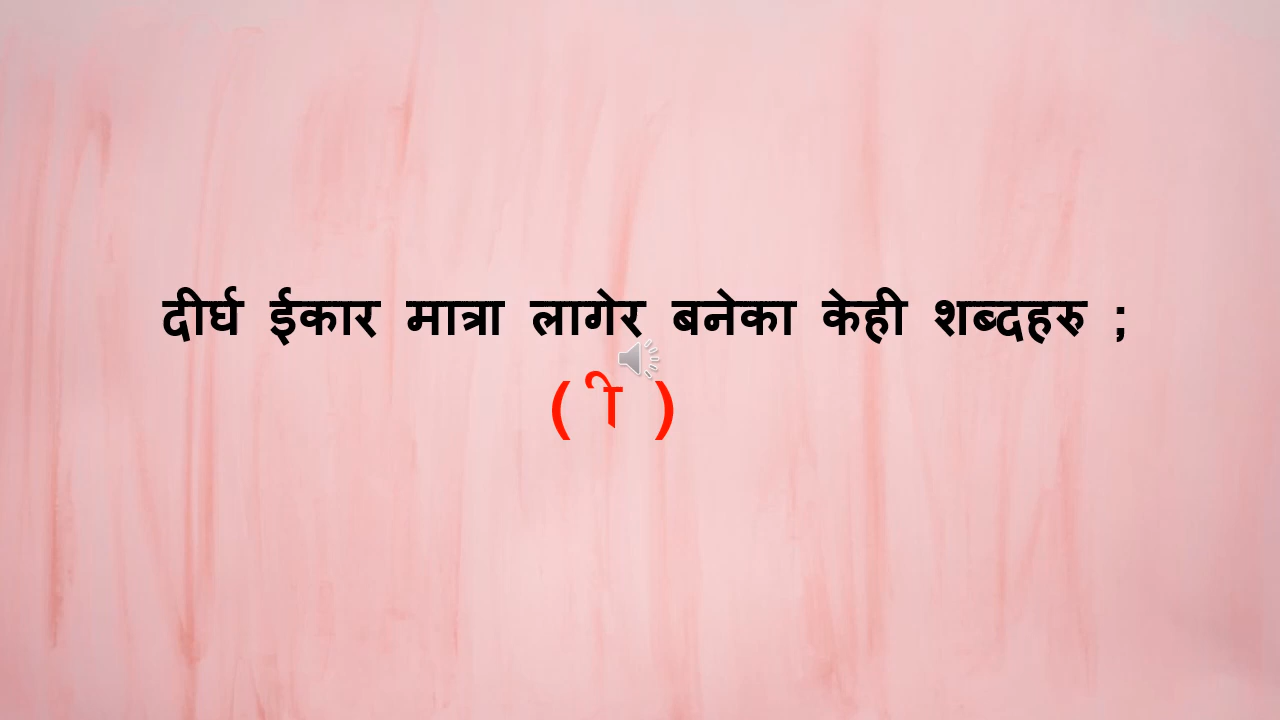 दीर्घ ईकार मात्रा लागेर बनेका केही शब्दहरु ;
( ी )